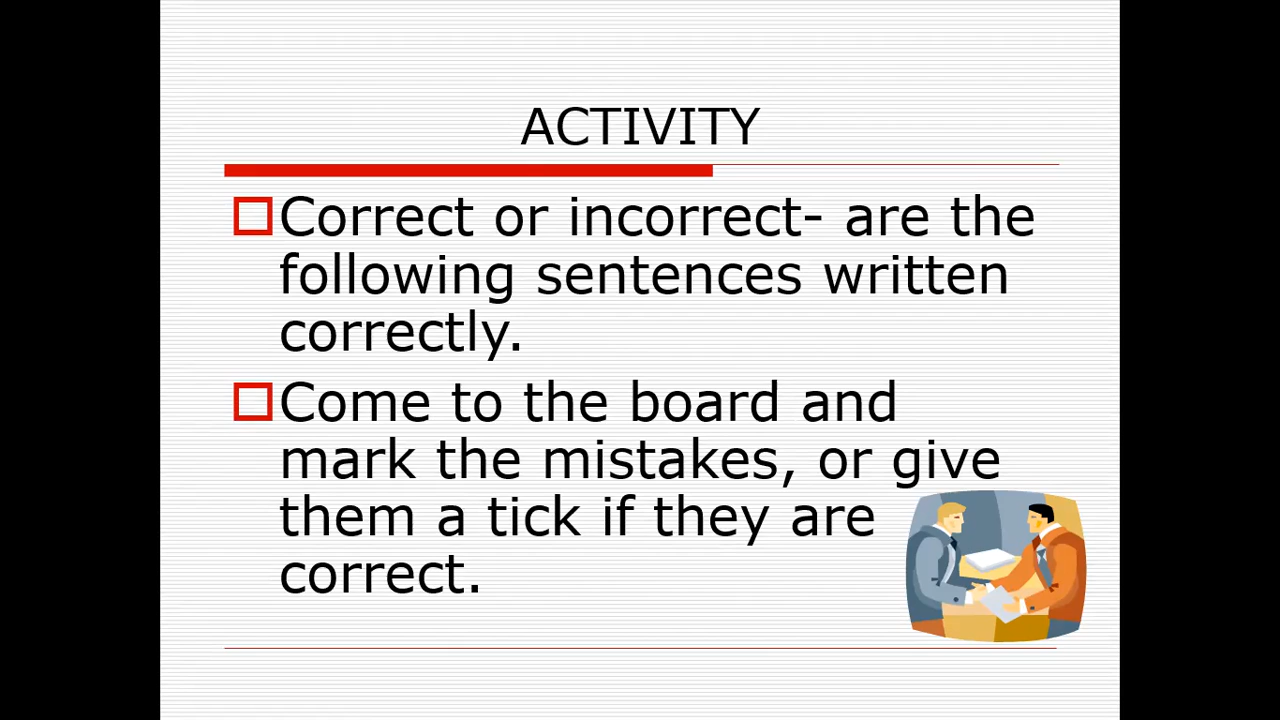 ACTIVITY
Correct or incorrect- are the
following sentences written
correctly.
Come to the board and
mark the mistakes, or give
them a tick if they are
correct.